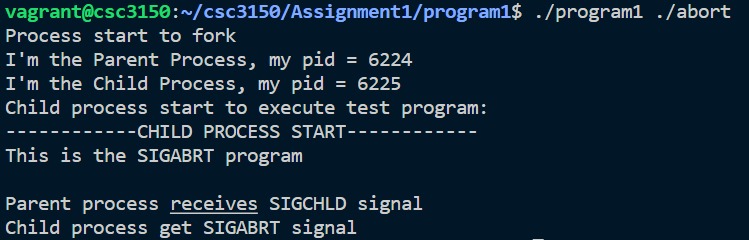 vagrant@csc3150:~/csc3150/Assignment1/program1$ ./program1 ./abort
Process start to fork
I'm the Parent Process, my pid = 6224
I'm the Child Process, my pid = 6225
Child process start to execute test program:
------------CHILD PROCESS START------------
This is the SIGABRT program

Parent process receives SIGCHLD signal
Child process get SIGABRT signal